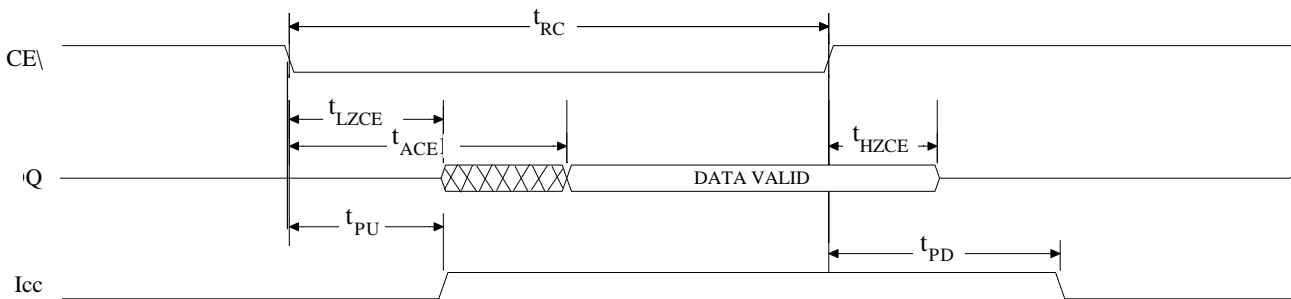 tRC
CE\
tLZCE
tACE
tHZCE
Q
DATA VALID
tPU
tPD
Icc